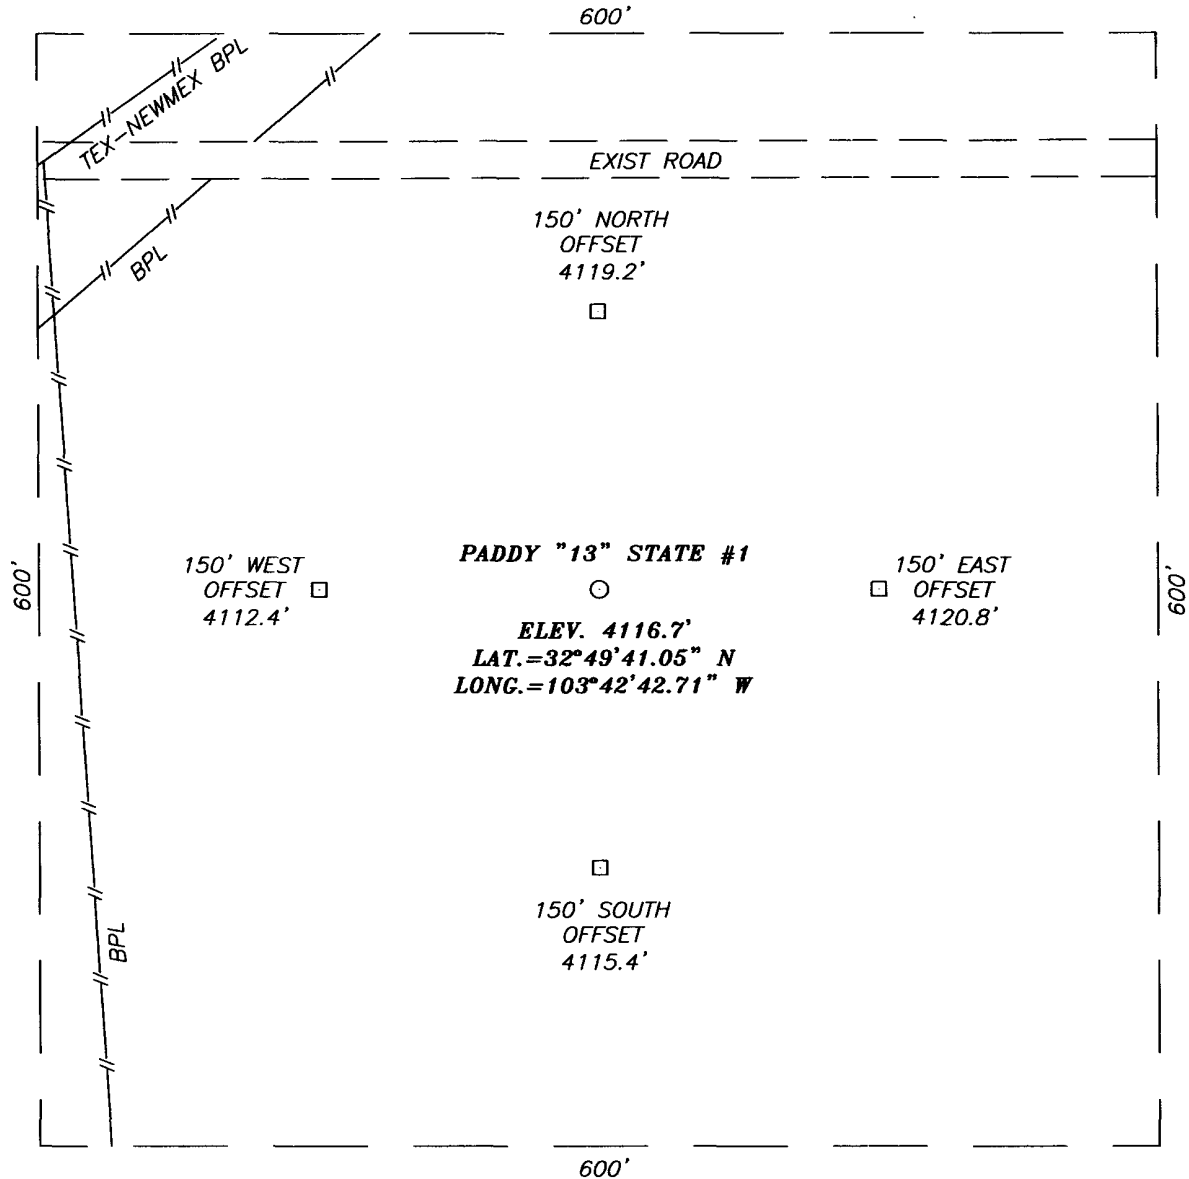 600'
TEX-NEWMEX BPL
EXIST ROAD
150' NORTH
OFFSET
4119.2'
BPL
600'
150' WEST
OFFSET
4112.4'
PADDY "13" STATE #1
ELEV. 4116.7'
LAT.=32°49'41.05" N
LONG.=103°42'42.71" W
150' EAST
OFFSET
4120.8'
600'
150' SOUTH
OFFSET
4115.4'
BPL
600'